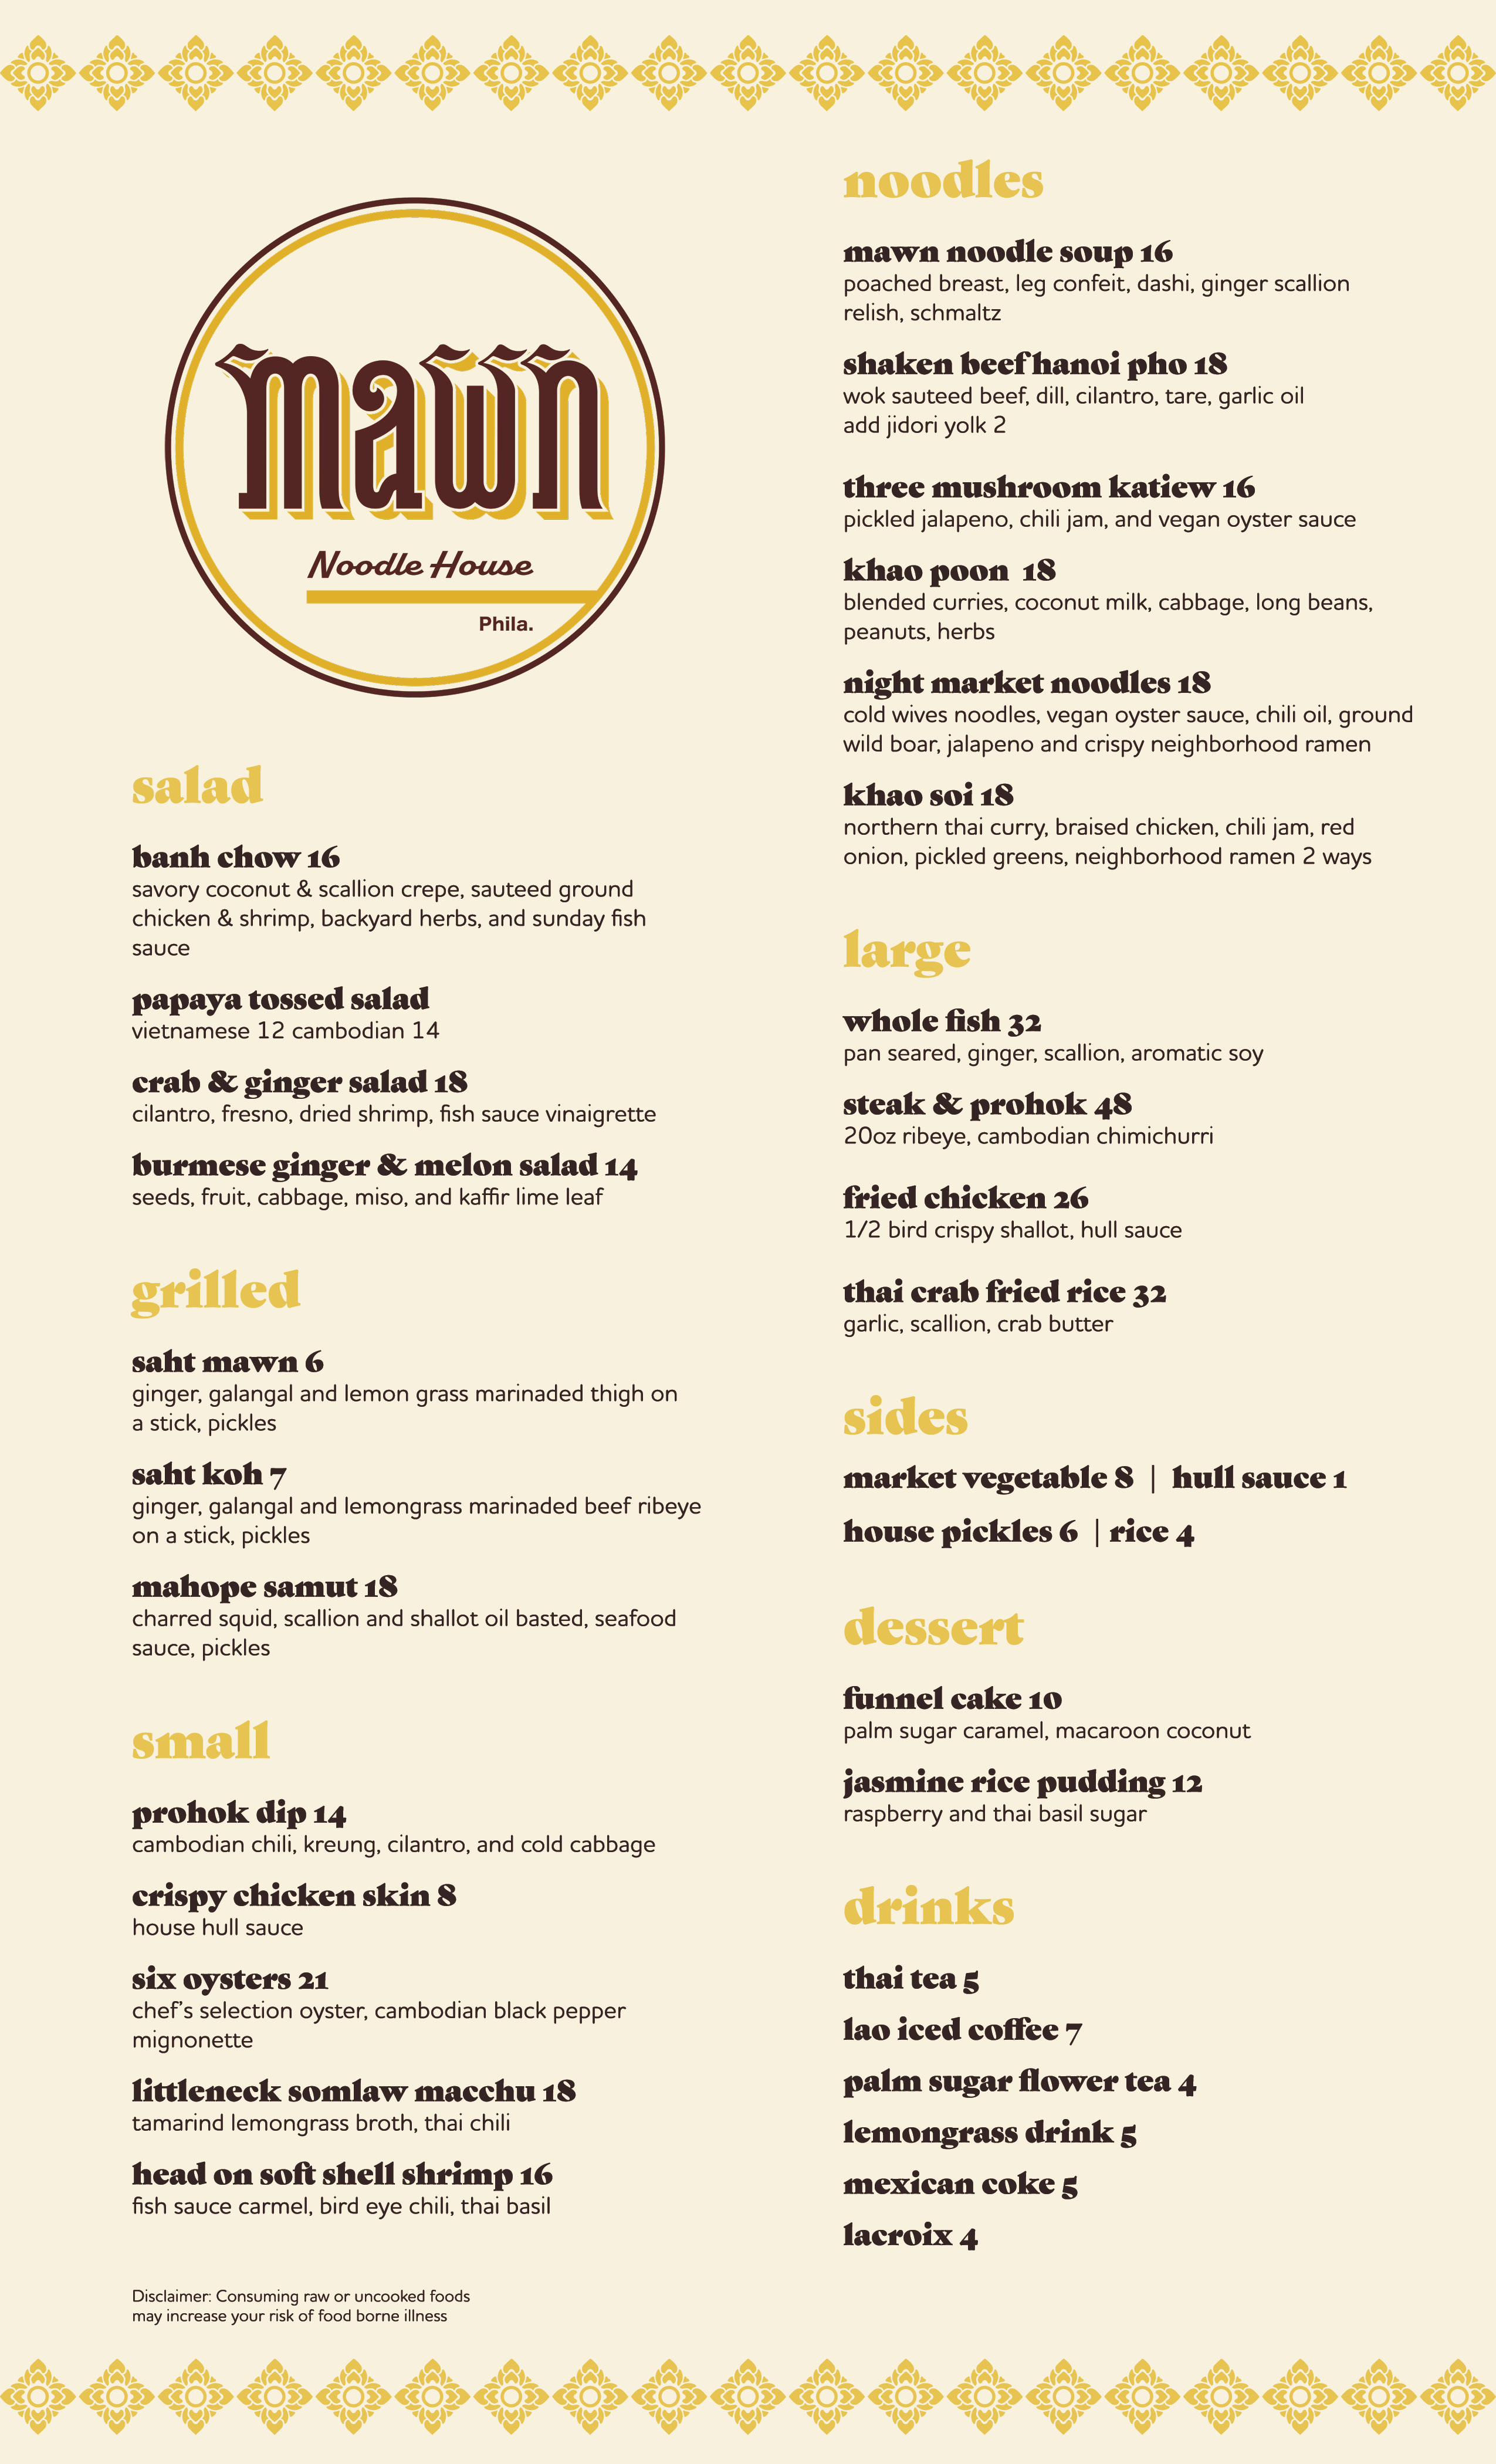 mawn
Noodle House
Phila.
salad
banh chow 16
savory coconut & scallion crepe, sauteed ground
chicken & shrimp, backyard herbs, and sunday fish
sauce
papaya tossed salad
vietnamese 12 cambodian 14
crab & ginger salad 18
cilantro, fresno, dried shrimp, fish sauce vinaigrette
burmese ginger & melon salad 14
seeds, fruit, cabbage, miso, and kaffir lime leaf
grilled
saht mawn 6
ginger, galangal and lemon grass marinaded thigh on
a stick, pickles
saht koh 7
ginger, galangal and lemongrass marinaded beef ribeye
on a stick, pickles
mahope samut 18
charred squid, scallion and shallot oil basted, seafood
sauce, pickles
small
prohok dip 14
cambodian chili, kreung, cilantro, and cold cabbage
crispy chicken skin 8
house hull sauce
six oysters 21
chef's selection oyster, cambodian black pepper
mignonette
littleneck somlaw macchu 18
tamarind lemongrass broth, thai chili
head on soft shell shrimp 16
fish sauce carmel, bird eye chili, thai basil
Disclaimer: Consuming raw or uncooked foods
may increase your risk of food borne illness
noodles
mawn noodle soup 16
poached breast, leg confeit, dashi, ginger scallion
relish, schmaltz
shaken beef hanoi pho 18
wok sauteed beef, dill, cilantro, tare, garlic oil
add jidori yolk 2
three mushroom katiew 16
pickled jalapeno, chili jam, and vegan oyster sauce
khao poon 18
blended curries, coconut milk, cabbage, long beans,
peanuts, herbs
night market noodles 18
cold wives noodles, vegan oyster sauce, chili oil, ground
wild boar, jalapeno and crispy neighborhood ramen
khao soi 18
northern thai curry, braised chicken, chili jam, red
onion, pickled greens, neighborhood ramen 2 ways
large
whole fish 32
pan seared, ginger, scallion, aromatic soy
steak & prohok 48
20oz ribeye, cambodian chimichurri
fried chicken 26
1/2 bird crispy shallot, hull sauce
thai crab fried rice 32
garlic, scallion, crab butter
sides
market vegetable 8 | hull sauce 1
house pickles 6 | rice 4
dessert
funnel cake 10
palm sugar caramel, macaroon coconut
jasmine rice pudding 12
raspberry and thai basil sugar
drinks
thai tea 5
lao iced coffee 7
palm sugar flower tea 4
lemongrass drink 5
mexican coke 5
lacroix 4